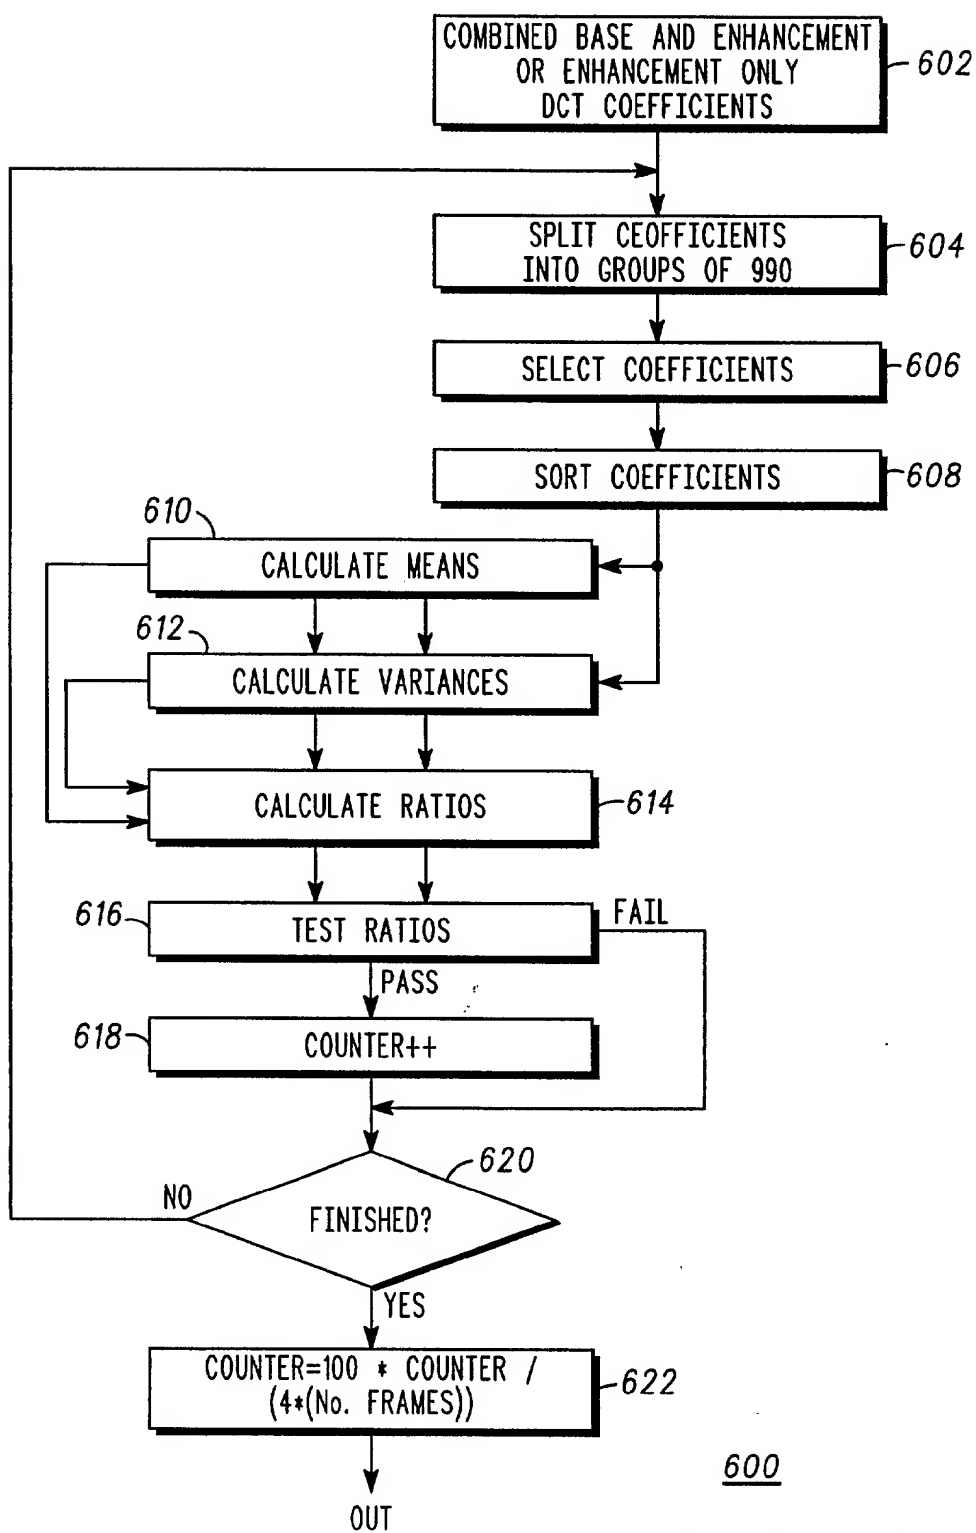 COMBINED BASE AND ENHANCEMENT
OR ENHANCEMENT ONLY
DCT COEFFICIENTS
602
SPLIT CEOFFICIENTS
INTO GROUPS OF 990
604
SELECT COEFFICIENTS
606
SORT COEFFICIENTS
608
610
CALCULATE MEANS
612
CALCULATE VARIANCES
CALCULATE RATIOS
614
616
TEST RATIOS
FAIL
PASS
618
COUNTER++
620
NO
FINISHED?
YES
COUNTER=100 * COUNTER /
(4*(No. FRAMES))
622
600
OUT